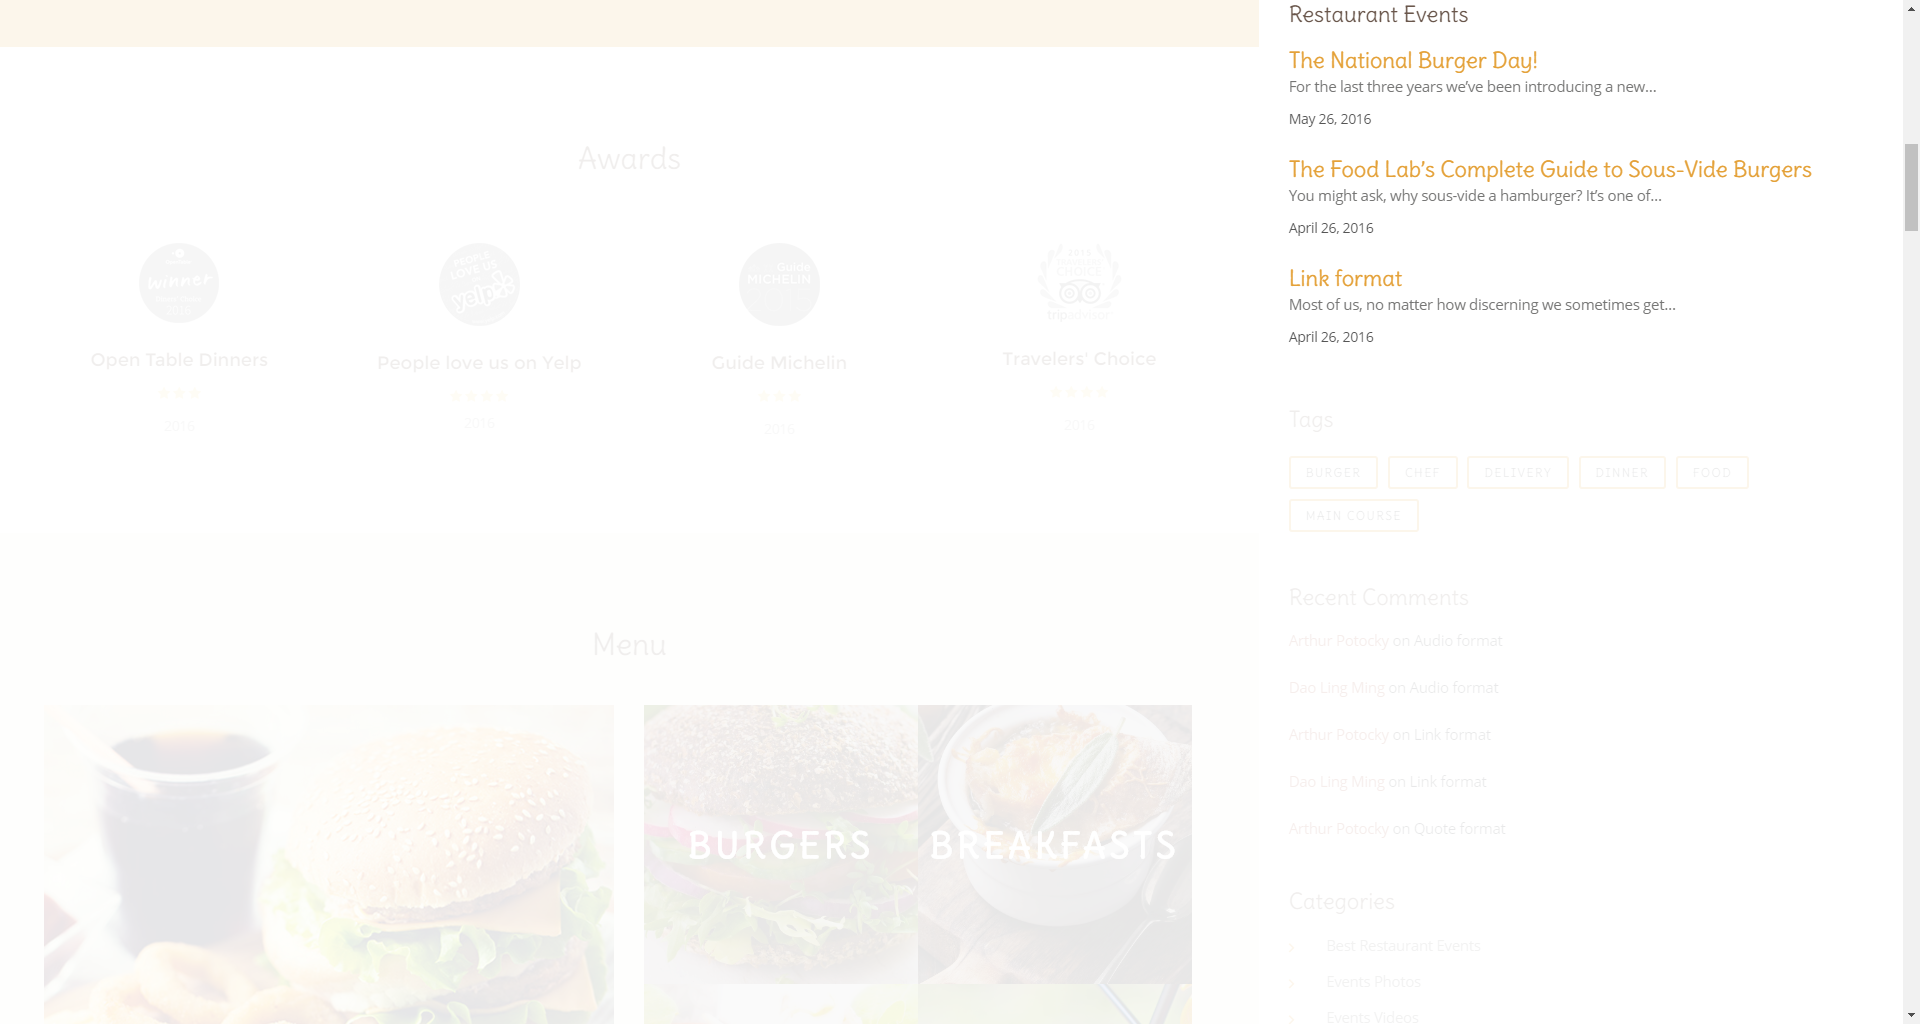 Awards
winner
Open Table Dinners
2016
PEOPLE
LOVE US
yelp
People love us on Yelp
2016
Guide
MICHELIN
Guide Michelin
2016
2015
TRAVELLERS'
CHOICE
tripadvisor
Travelers' Choice
2016
Menu
BURGERS
BREAKFASTS
Restaurant Events
The National Burger Day!
For the last three years we've been introducing a new...
May 26, 2016
The Food Lab's Complete Guide to Sous-Vide Burgers
You might ask, why sous-vide a hamburger? It's one of...
April 26, 2016
Link format
Most of us, no matter how discerning we sometimes get...
April 26, 2016
Tags
BURGER
CHEF
DELIVERY
DINNER
FOOD
MAIN COURSE
Recent Comments
Arthur Potocky on Audio format
Dao Ling Ming on Audio format
Arthur Potocky on Link format
Dao Ling Ming on Link format
Arthur Potocky on Quote format
Categories
Best Restaurant Events
Events Photos
Events Videos